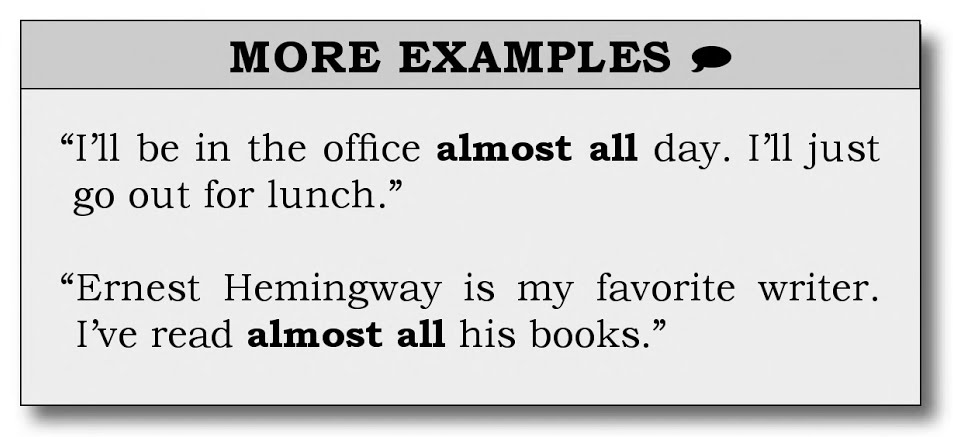 MORE EXAMPLES
“I’ll be in the office almost all day. I’ll just
go out for lunch.”
“Ernest Hemingway is my favorite writer.
I’ve read almost all his books.”